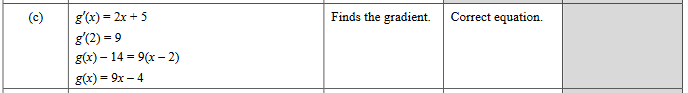 (c) g′(x) = 2x + 5 Finds the gradient. Correct equation.
g′(2) = 9
g(x) – 14 = 9(x – 2)
g(x) = 9x – 4